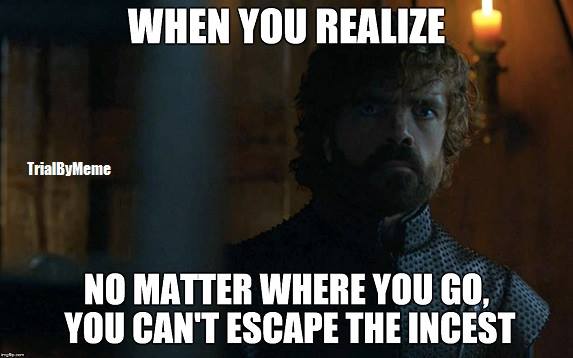 WHEN YOU REALIZE
TrialByMeme
NO MATTER WHERE YOU GO,
YOU CAN'T ESCAPE THE INCEST
imgflip.com